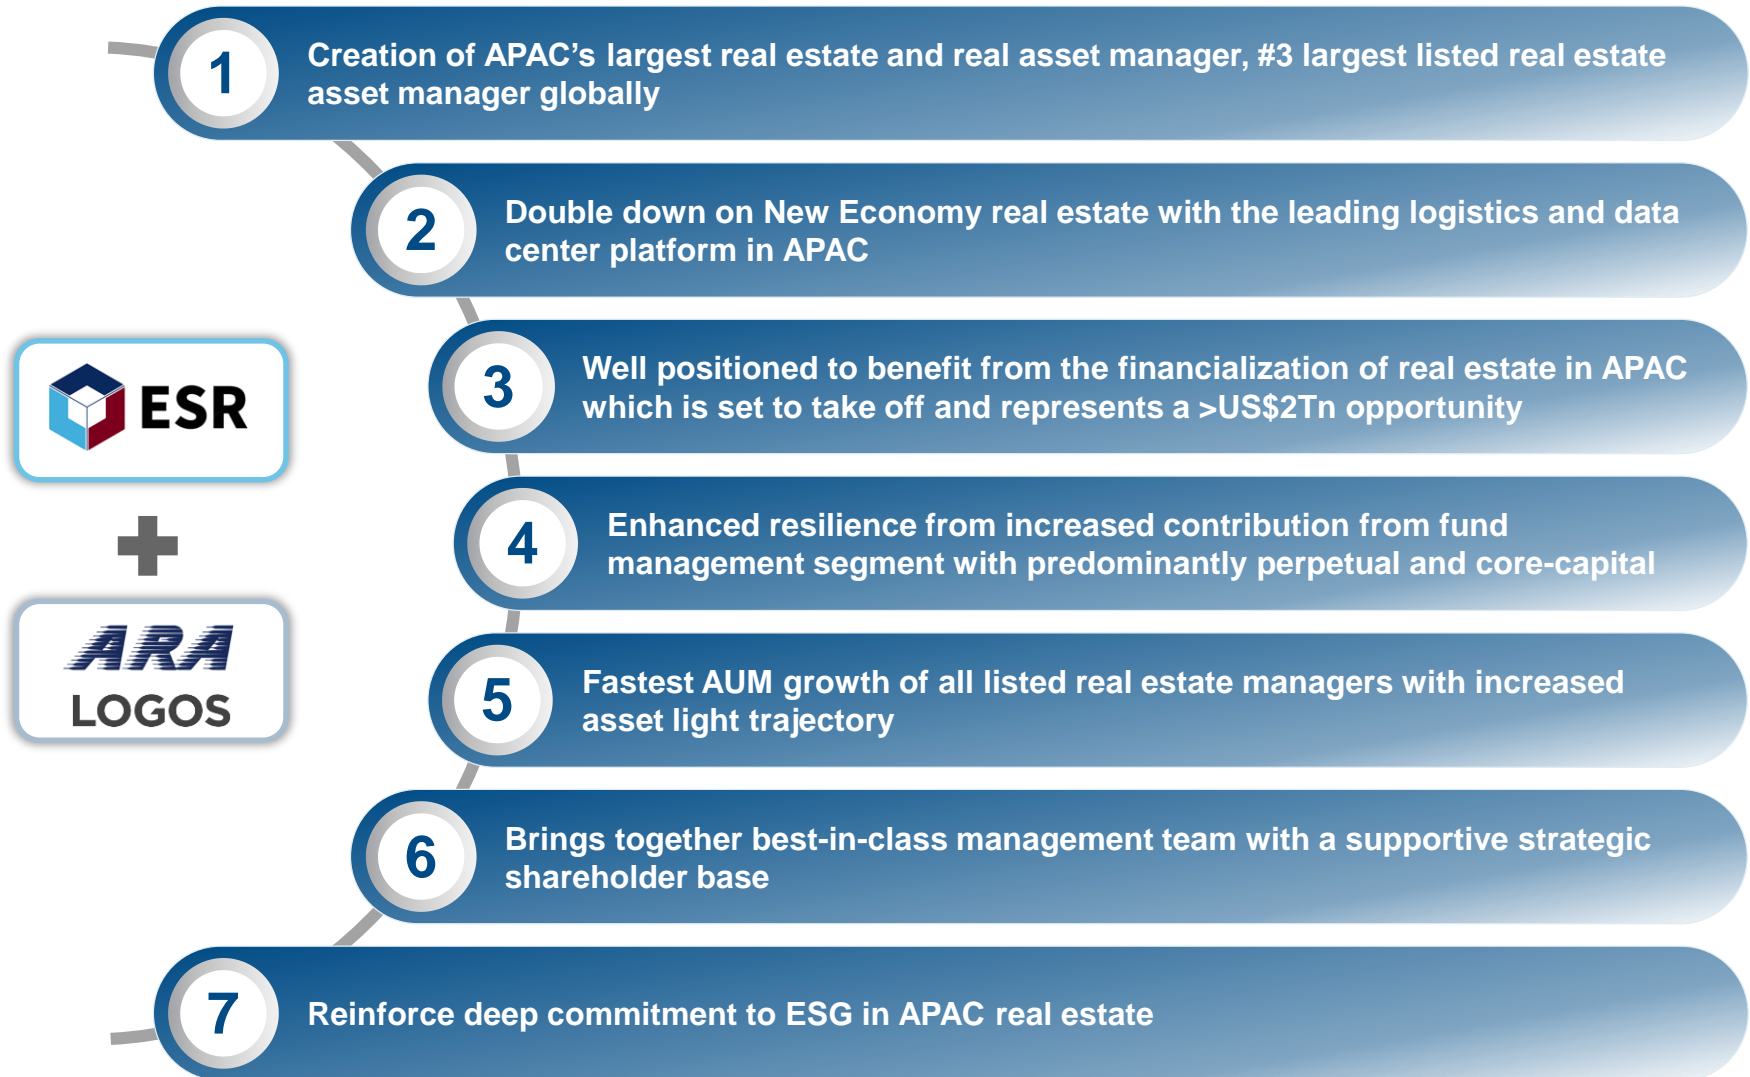 1
Creation of APAC's largest real estate and real asset manager, #3 largest listed real estate
asset manager globally
2
Double down on New Economy real estate with the leading logistics and data
center platform in APAC
3
Well positioned to benefit from the financialization of real estate in APAC
which is set to take off and represents a >US$2Tn opportunity
ESR
4
Enhanced resilience from increased contribution from fund
management segment with predominantly perpetual and core-capital
ARA
LOGOS
5
Fastest AUM growth of all listed real estate managers with increased
asset light trajectory
6
Brings together best-in-class management team with a supportive strategic
shareholder base
7
Reinforce deep commitment to ESG in APAC real estate